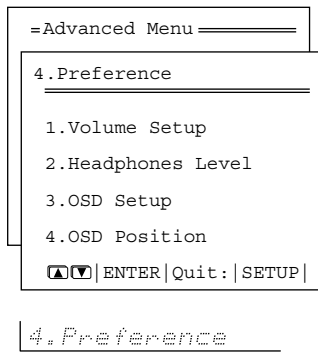 Advanced Menu
4.Preference
1.Volume Setup
2.Headphones Level
3.OSD Setup
4.OSD Position
▲▼|ENTER|Quit:|SETUP|
4.Preference